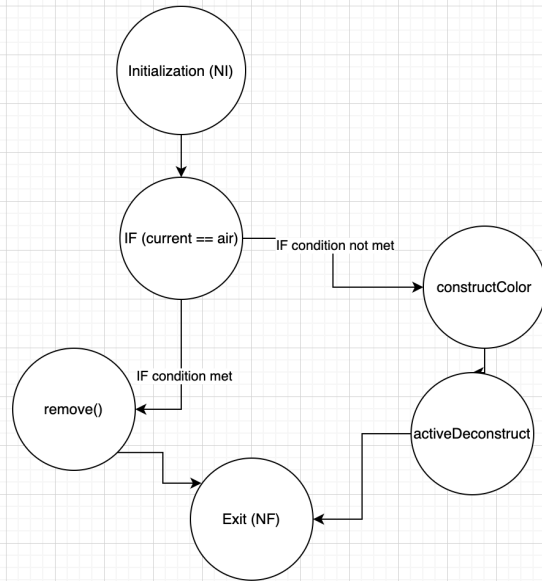 Initialization (NI)
IF (current == air)
IF condition not met
constructColor
IF condition met
remove()
activeDeconstruct
Exit (NF)